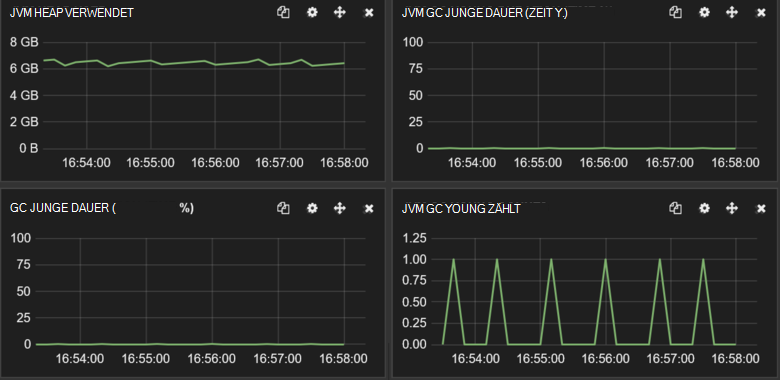 JVM HEAP VERWENDET
8 GB
6 GB
4 GB
2 GB
0 B
16:54:00 16:55:00 16:56:00 16:57:00 16:58:00
JVM GC JUNGE DAUER (ZEIT Y.)
100
75
50
25
0
16:54:00 16:55:00 16:56:00 16:57:00 16:58:00
GC JUNGE DAUER ( %)
100
75
50
25
0
16:54:00 16:55:00 16:56:00 16:57:00 16:58:00
JVM GC YOUNG ZÄHLT
1.25
1.00
0.75
0.50
0.25
0.00
16:54:00 16:55:00 16:56:00 16:57:00 16:58:00